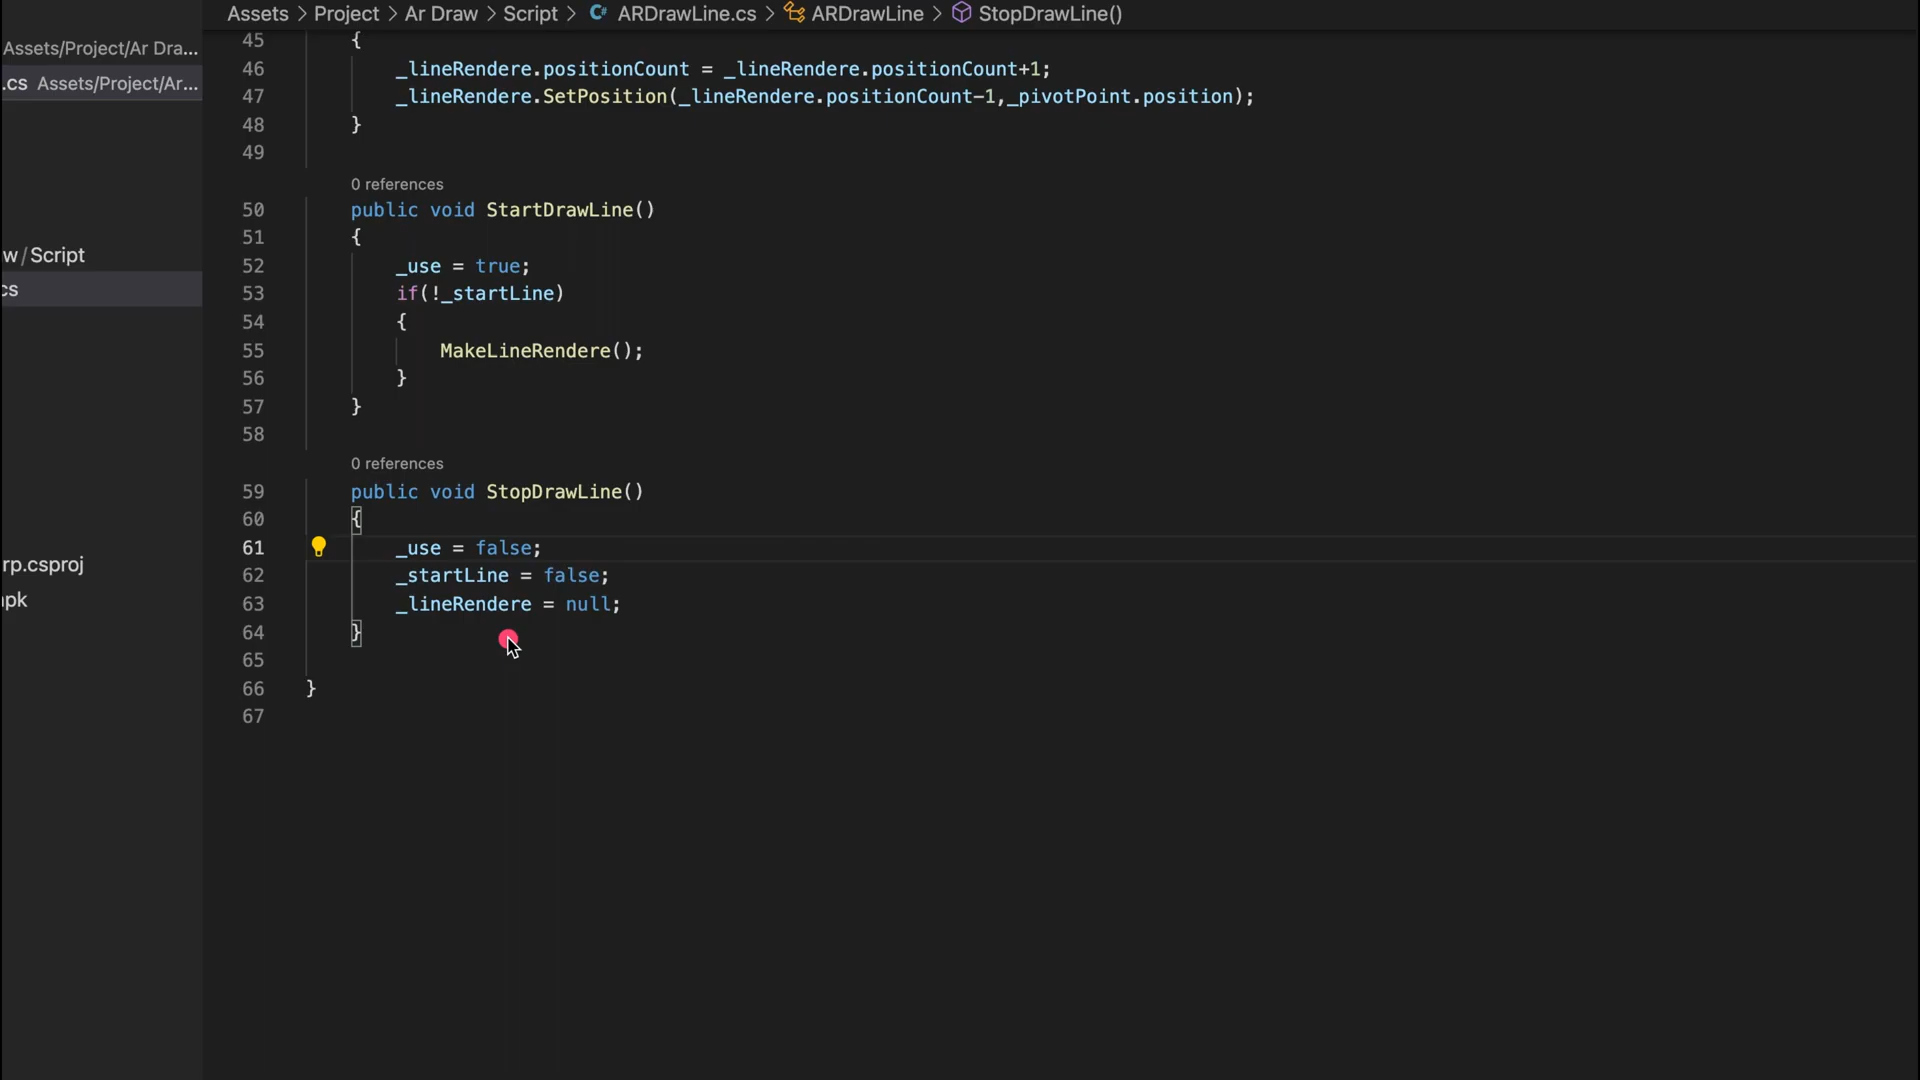 Assets > Project > Ar Draw > Script > ARDrawLine.cs > ARDrawLine > StopDrawLine()
Assets/Project/Ar Dra...
.cs Assets/Project/Ar...
w/Script
cs
rp.csproj
pk
45 {
46 _lineRendere.positionCount = _lineRendere.positionCount+1;
47 _lineRendere.SetPosition(_lineRendere.positionCount-1,_pivotPoint.position);
48 }
49
0 references
50 public void StartDrawLine()
51 {
52 _use = true;
53 if(!_startLine)
54 {
55 MakeLineRendere();
56 }
57 }
58
0 references
59 public void StopDrawLine()
60 {
61 _use = false;
62 _startLine = false;
63 _lineRendere = null;
64 }
65
66 }
67